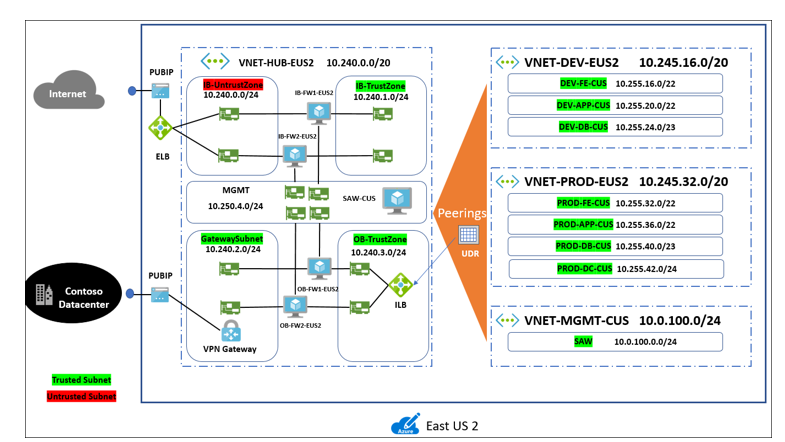 VNET-HUB-EUS2 10.240.0.0/20
PUBIP
Internet
ELB
IB-UntrustZone
10.240.0.0/24
IB-FW1-EUS2
IB-TrustZone
10.240.1.0/24
IB-FW2-EUS2
MGMT
10.250.4.0/24
SAW-CUS
GatewaySubnet
10.240.2.0/24
OB-TrustZone
10.240.3.0/24
OB-FW1-EUS2
OB-FW2-EUS2
ILB
VPN Gateway
PUBIP
Contoso
Datacenter
Peerings
UDR
VNET-DEV-EUS2 10.245.16.0/20
DEV-FE-CUS 10.255.16.0/22
DEV-APP-CUS 10.255.20.0/22
DEV-DB-CUS 10.255.24.0/23
VNET-PROD-EUS2 10.245.32.0/20
PROD-FE-CUS 10.255.32.0/22
PROD-APP-CUS 10.255.36.0/22
PROD-DB-CUS 10.255.40.0/23
PROD-DC-CUS 10.255.42.0/24
VNET-MGMT-CUS 10.0.100.0/24
SAW 10.0.100.0.0/24
Trusted Subnet
Untrusted Subnet
Azure
East US 2